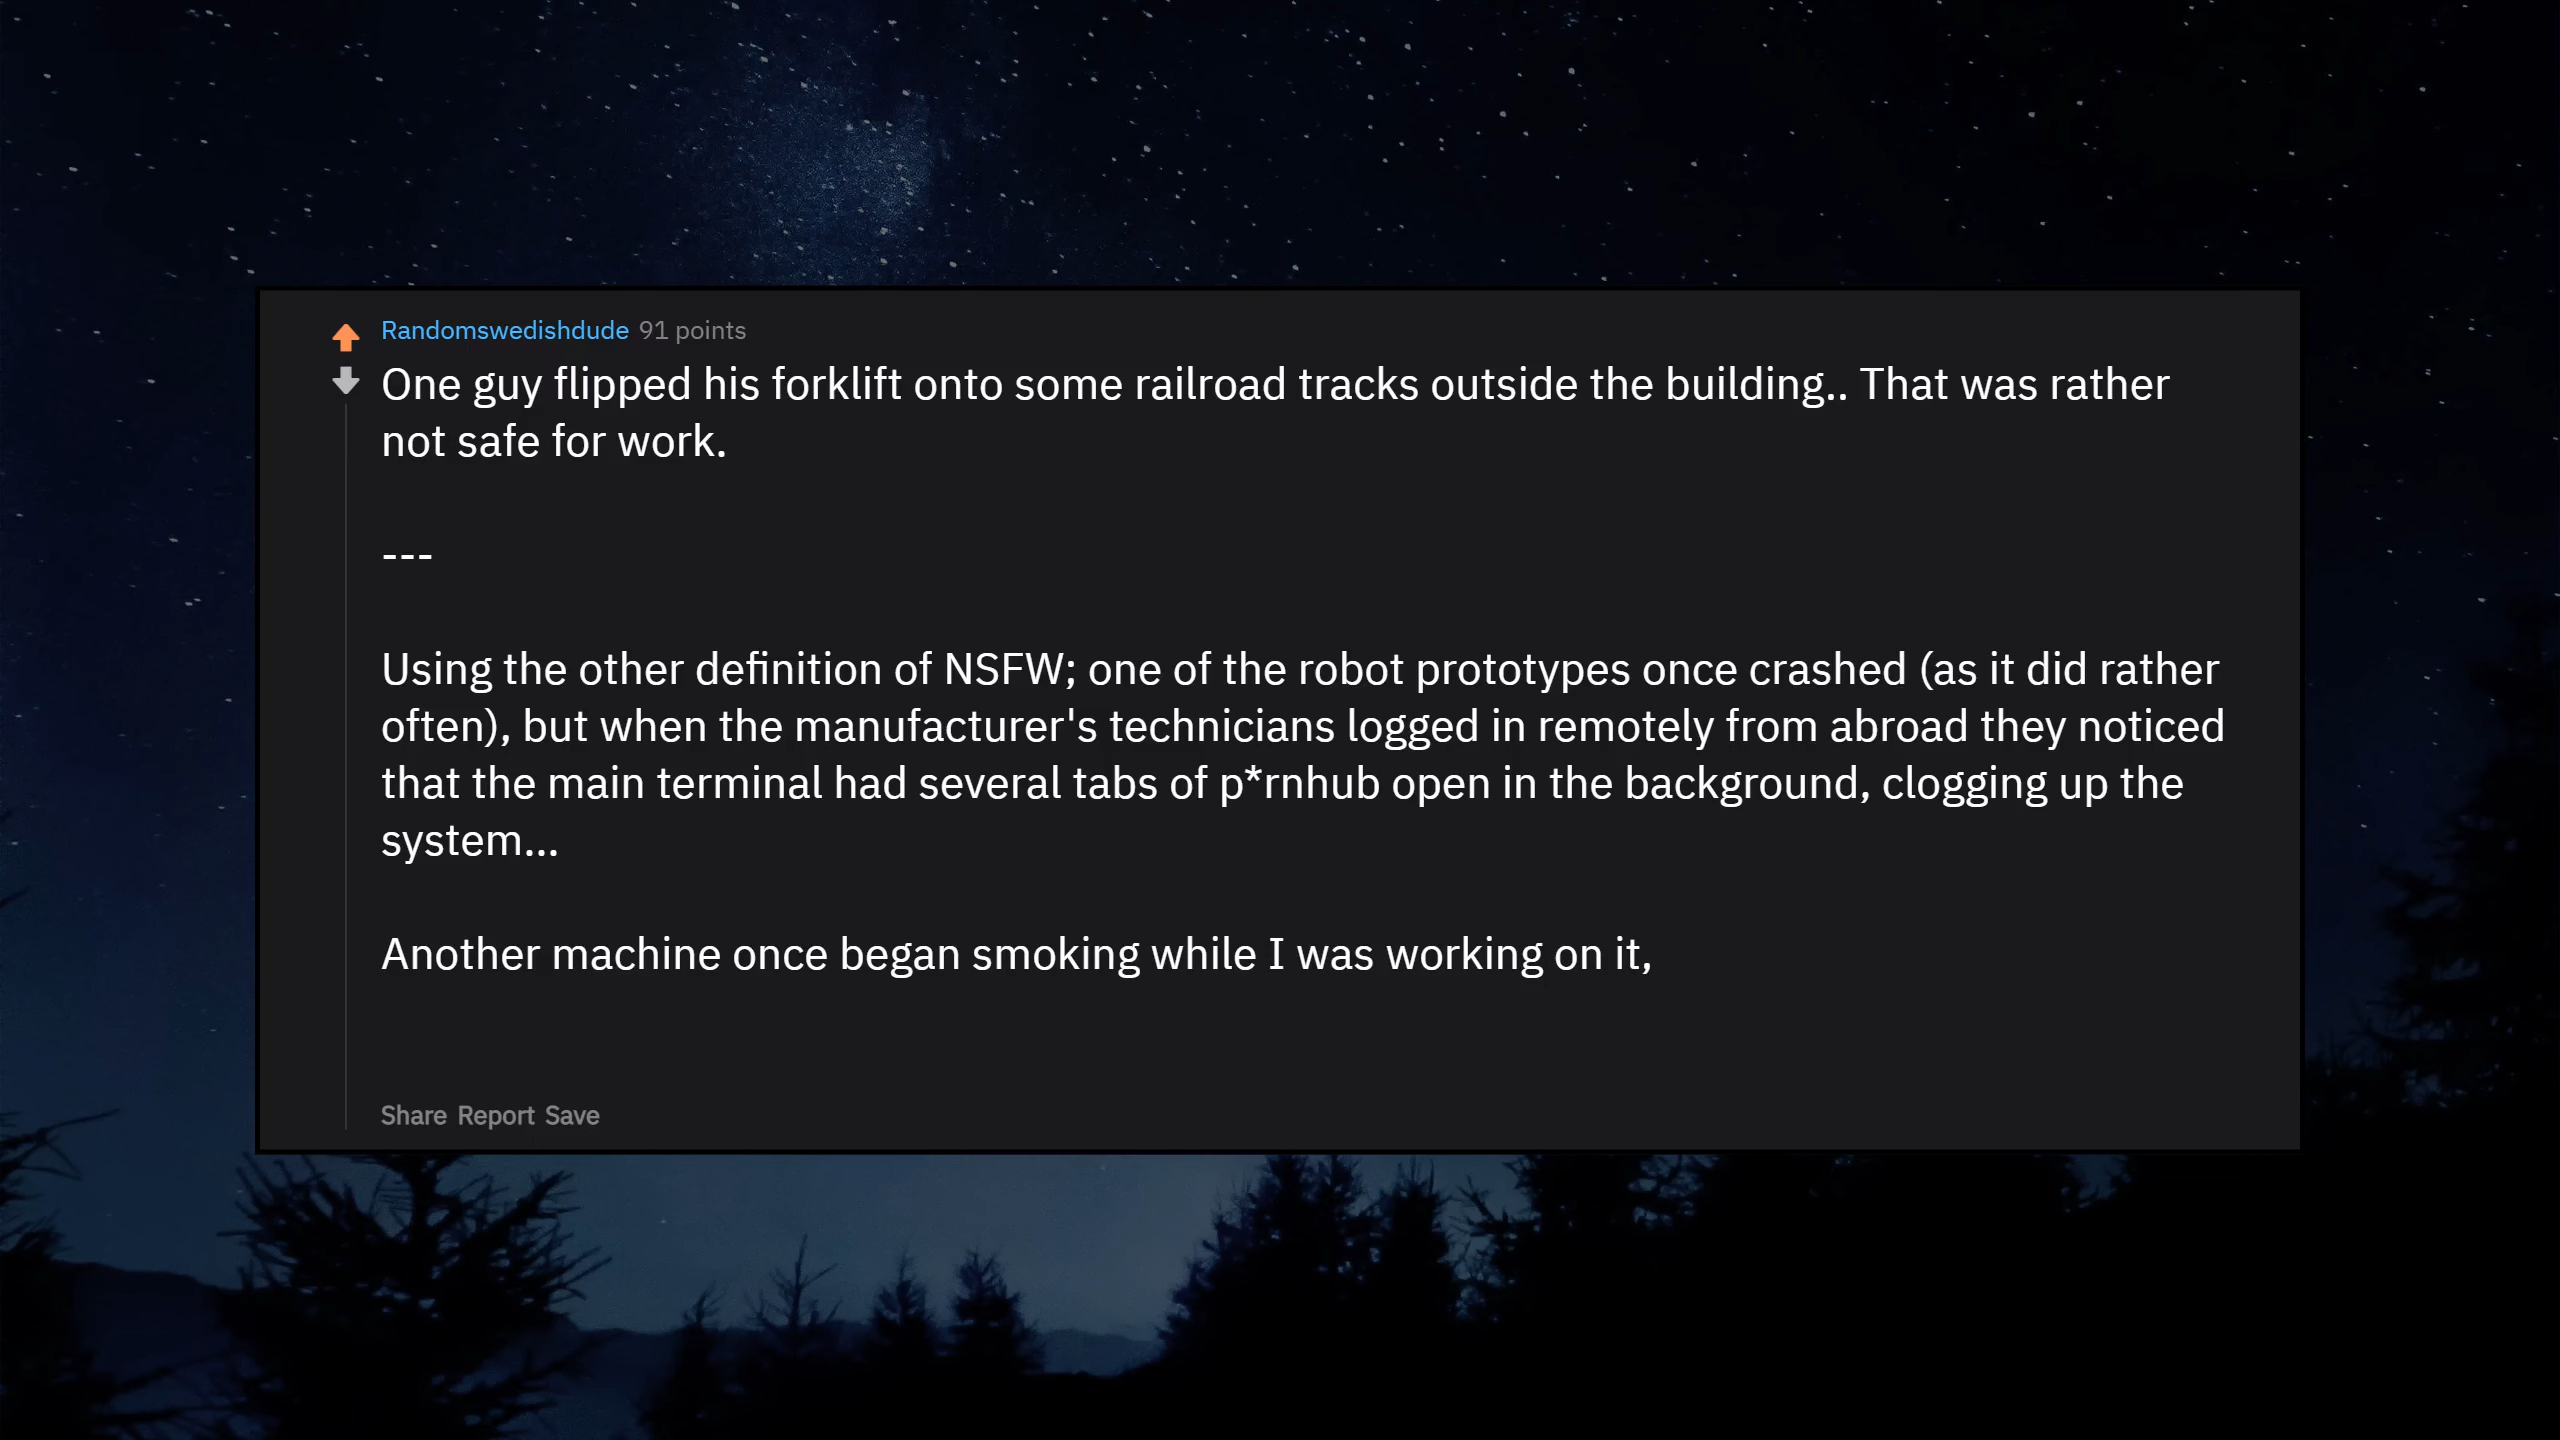 Randomswedishdude 91 points
One guy flipped his forklift onto some railroad tracks outside the building.. That was rather
not safe for work.
---
Using the other definition of NSFW; one of the robot prototypes once crashed (as it did rather
often), but when the manufacturer's technicians logged in remotely from abroad they noticed
that the main terminal had several tabs of p*rnhub open in the background, clogging up the
system...
Another machine once began smoking while I was working on it,
Share Report Save